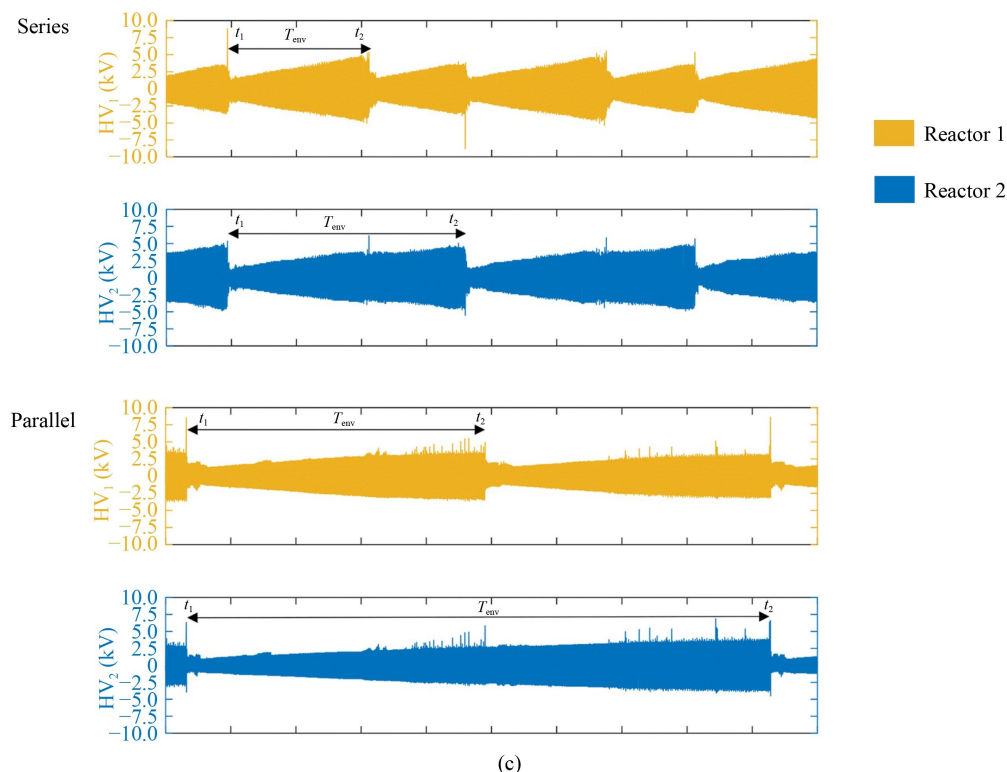 Series
HV₁ (kV)
10.0
7.5
5.0
2.5
0
−2.5
−5.0
−7.5
−10.0
t₁ Tenv t₂
Reactor 1
Reactor 2
HV₂ (kV)
10.0
7.5
5.0
2.5
0
−2.5
−5.0
−7.5
−10.0
t₁ Tenv t₂
Parallel
HV₁ (kV)
10.0
7.5
5.0
2.5
0
−2.5
−5.0
−7.5
−10.0
t₁ Tenv t₂
HV₂ (kV)
10.0
7.5
5.0
2.5
0
−2.5
−5.0
−7.5
−10.0
t₁ Tenv t₂
(c)